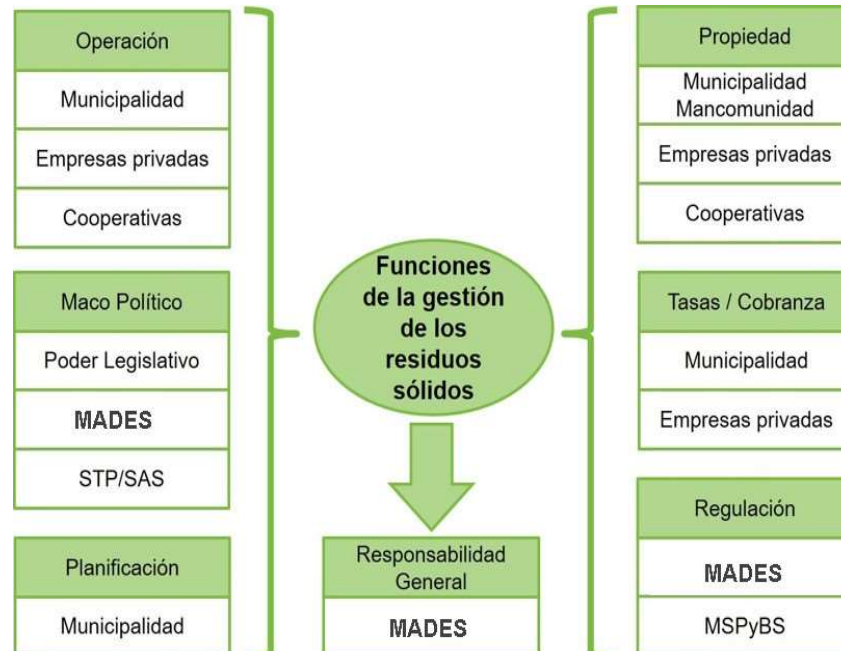 Operación
Municipalidad
Empresas privadas
Cooperativas
Maco Político
Poder Legislativo
MADES
STP/SAS
Planificación
Municipalidad
Funciones
de la gestión
de los
residuos
sólidos
Responsabilidad
General
MADES
Propiedad
Municipalidad
Mancomunidad
Empresas privadas
Cooperativas
Tasas / Cobranza
Municipalidad
Empresas privadas
Regulación
MADES
MSPyBS